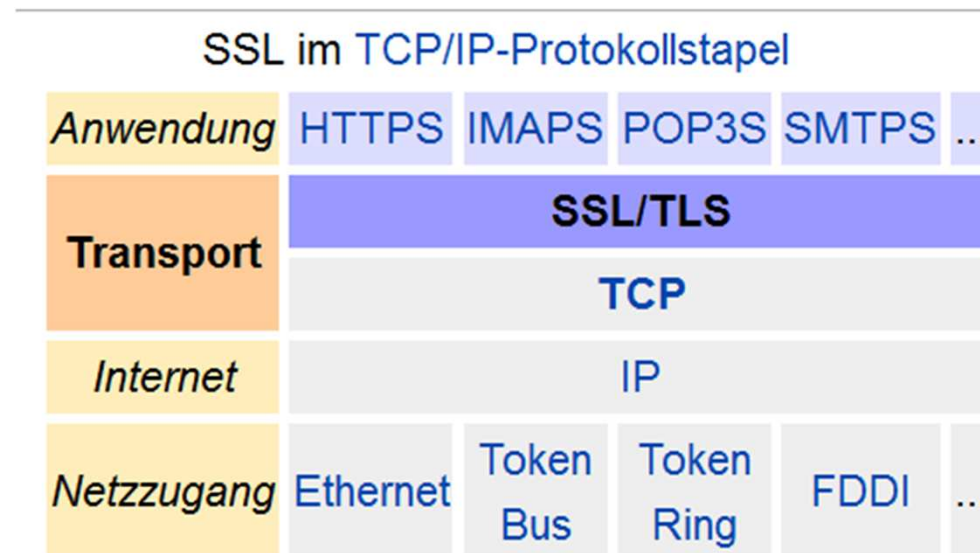 SSL im TCP/IP-Protokollstapel
Anwendung HTTPS IMAPS POP3S SMTPS ..
Transport
SSL/TLS
TCP
Internet IP
Netzzugang Ethernet Token Bus Token Ring FDDI ..